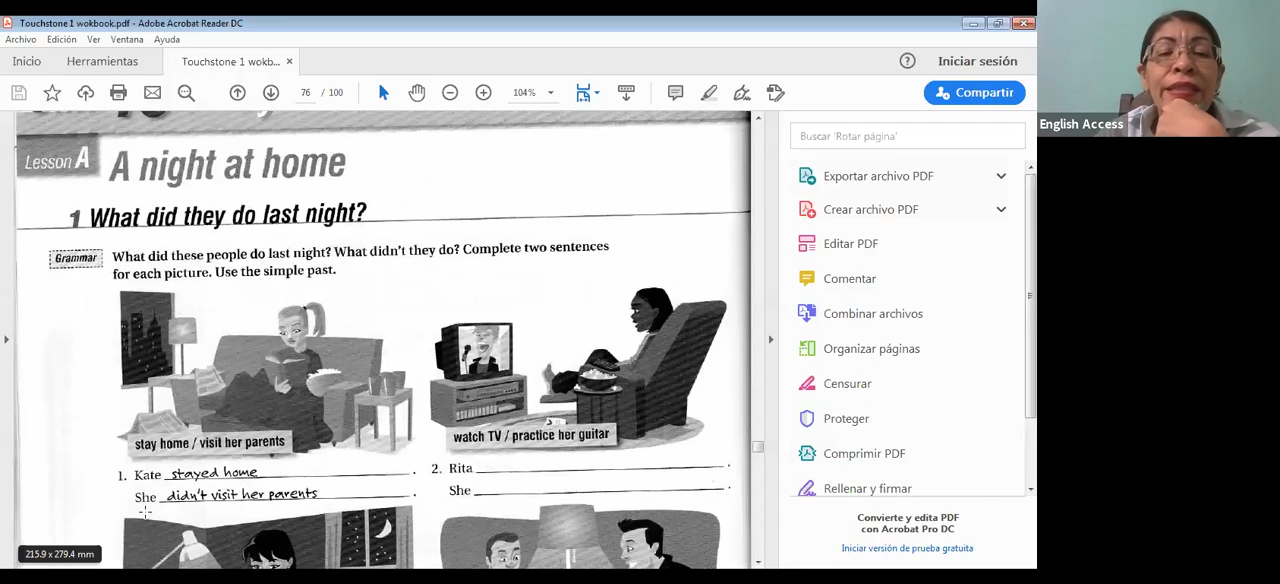 Touchstone 1 wokbook.pdf - Adobe Acrobat Reader DC
Archivo Edición Ver Ventana Ayuda
Inicio Herramientas Touchstone 1 wokb... × Iniciar sesión
76 / 100 104% Compartir
English Access
Buscar 'Rotar página'
Exportar archivo PDF
Crear archivo PDF
Editar PDF
Comentar
Combinar archivos
Organizar páginas
Censurar
Proteger
Comprimir PDF
Rellenar y firmar
Convierte y edita PDF
con Acrobat Pro DC
Iniciar versión de prueba gratuita
Lesson A A night at home
1 What did they do last night?
Grammar What did these people do last night? What didn't they do? Complete two sentences
for each picture. Use the simple past.
stay home / visit her parents
watch TV / practice her guitar
1. Kate stayed home.
She didn't visit her parents.
2. Rita .
She .
215.9 x 279.4 mm